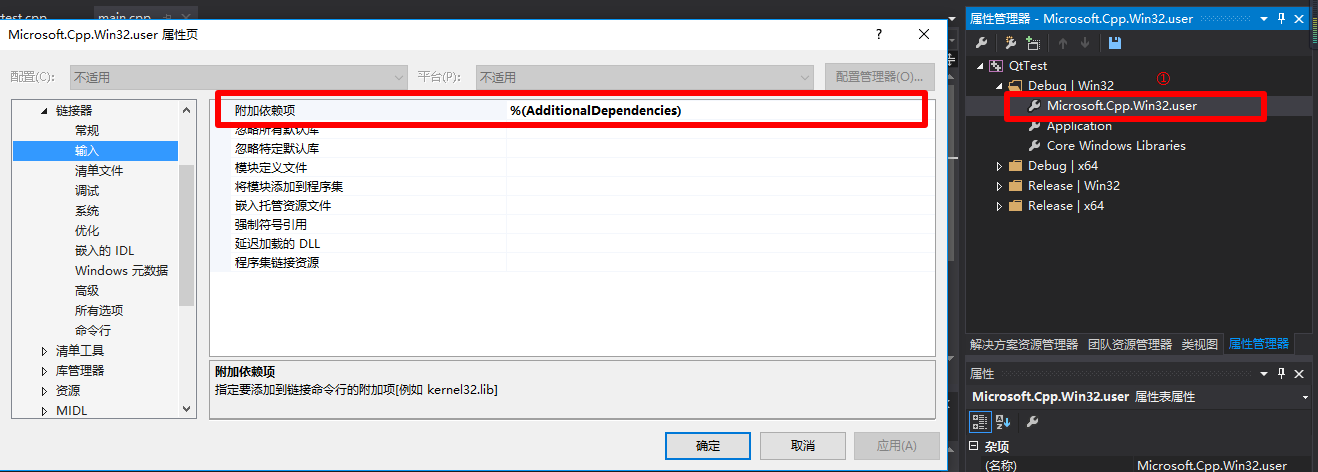 test.cpp
main.cpp
Microsoft.Cpp.Win32.user 属性页
?
配置(C):
不适用
平台(P):
不适用
配置管理器(O)...
链接器
常规
输入
清单文件
调试
系统
优化
嵌入的 IDL
Windows 元数据
高级
所有选项
命令行
清单工具
库管理器
资源
MIDL
附加依赖项
%(AdditionalDependencies)
忽略所有默认库
忽略特定默认库
模块定义文件
将模块添加到程序集
嵌入托管资源文件
强制符号引用
延迟加载的 DLL
程序集链接资源
附加依赖项
指定要添加到链接命令行的附加项[例如 kernel32.lib]
确定
取消
应用(A)
属性管理器 - Microsoft.Cpp.Win32.user
QtTest
Debug | Win32
①
Microsoft.Cpp.Win32.user
Application
Core Windows Libraries
Debug | x64
Release | Win32
Release | x64
解决方案资源管理器 团队资源管理器 类视图 属性管理器
属性
Microsoft.Cpp.Win32.user 属性表属性
杂项
(名称)
Microsoft.Cpp.Win32.user